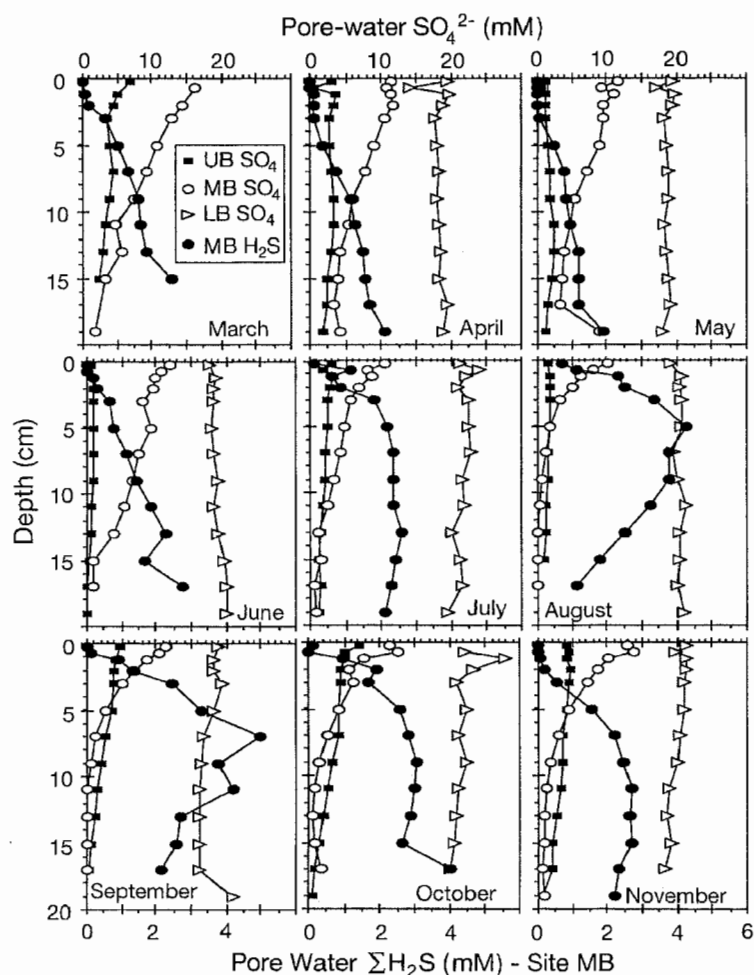 Pore-water SO₄²⁻ (mM)
0 10 20 0 10 20 0 10 20
0
5
10
15
UB SO₄
MB SO₄
LB SO₄
MB H₂S
March
April
May
Depth (cm)
0
5
10
15
June
July
August
0
5
10
15
20
September
October
November
0 2 4 0 2 4 0 2 4 6
Pore Water ∑H₂S (mM) - Site MB